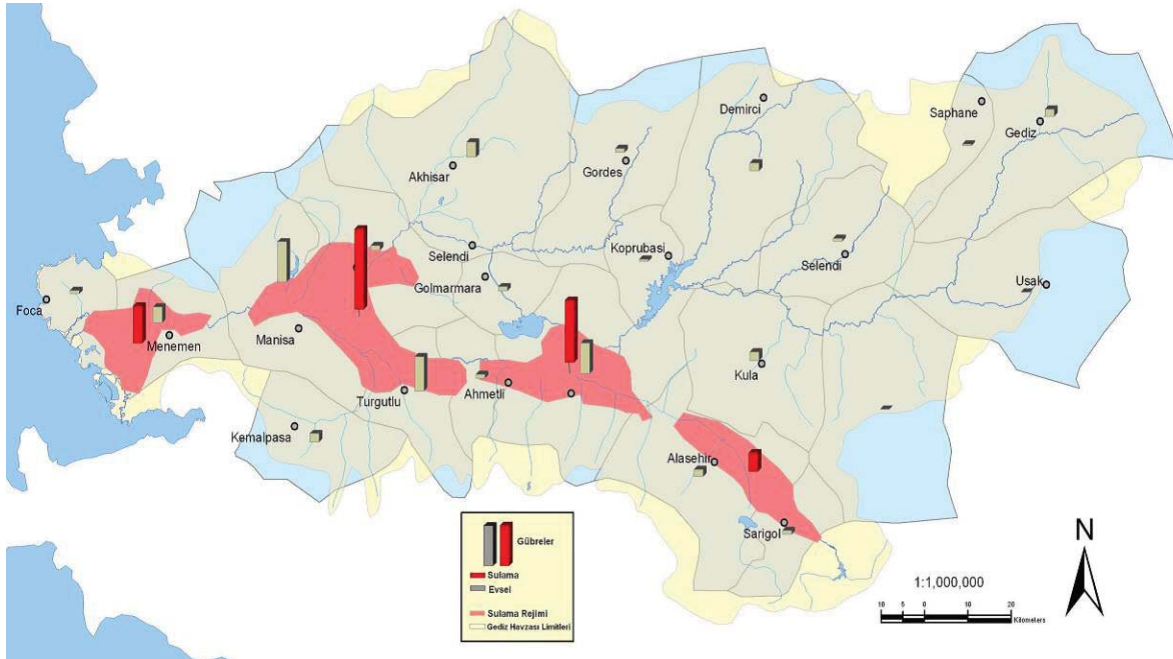 Demirci
Saphane
Gediz
Akhisar
Gordes
Selendi
Koprubasi
Selendi
Golmarmara
Usak
Foca
Menemen
Manisa
Kula
Turgutlu
Ahmetli
Kemalpasa
Alasehir
Sarigol
Gübreler
Sulama
Evsel
Sulama Rejimi
Gediz Havzası Limitleri
N
1:1,000,000
10 5 0 10 20
Kilometers